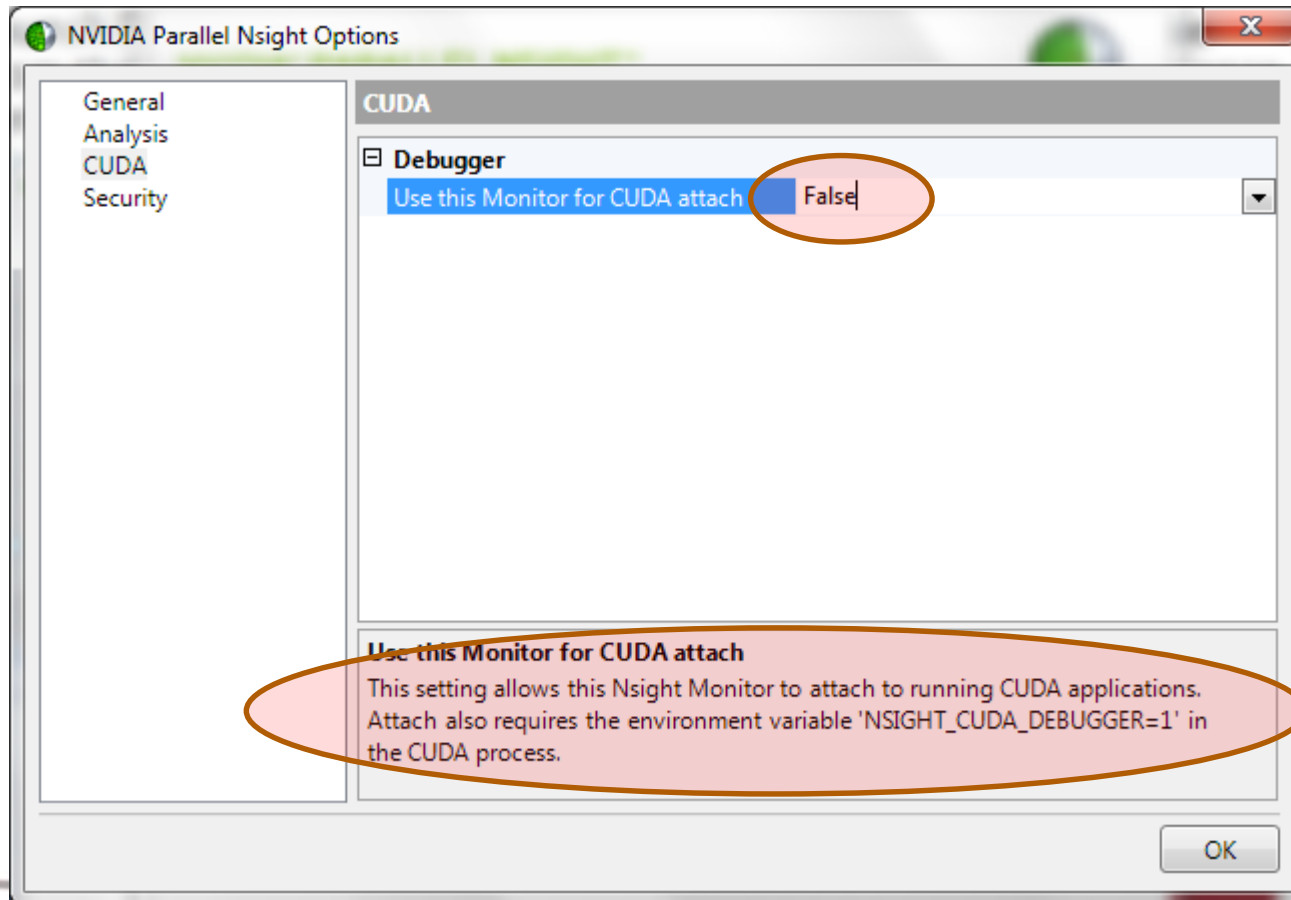 NVIDIA Parallel Nsight Options
General
Analysis
CUDA
Security
CUDA
Debugger
Use this Monitor for CUDA attach False
Use this Monitor for CUDA attach
This setting allows this Nsight Monitor to attach to running CUDA applications.
Attach also requires the environment variable 'NSIGHT_CUDA_DEBUGGER=1' in
the CUDA process.
OK